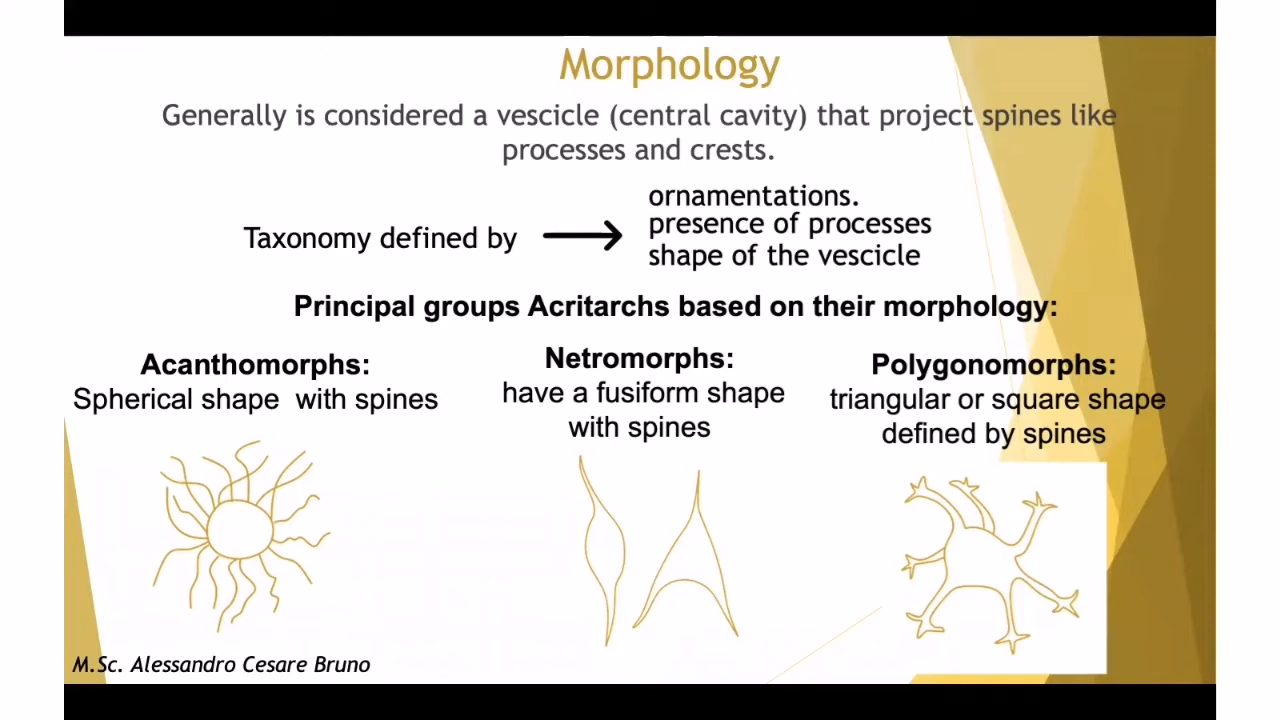 Morphology
Generally is considered a vescicle (central cavity) that project spines like
processes and crests.
Taxonomy defined by
ornamentations.
presence of processes
shape of the vescicle
Principal groups Acritarchs based on their morphology:
Acanthomorphs:
Spherical shape  with spines
Netromorphs:
have a fusiform shape
with spines
Polygonomorphs:
triangular or square shape
defined by spines
M.Sc. Alessandro Cesare Bruno